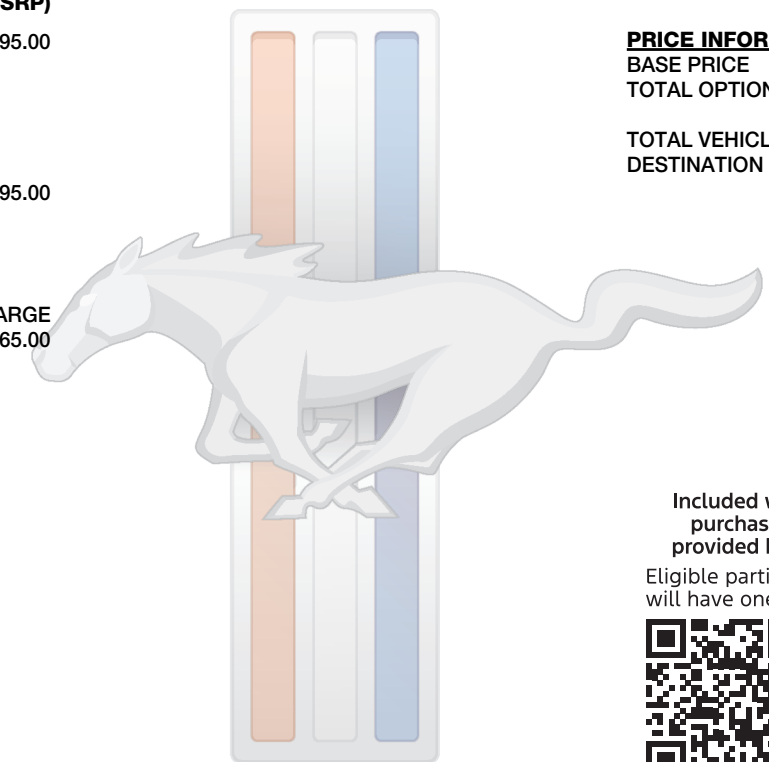 SRP)
95.00
95.00
ARGE
65.00
PRICE INFOR
BASE PRICE
TOTAL OPTION
TOTAL VEHICL
DESTINATION
Included w
purchas
provided b
Eligible parti
will have one